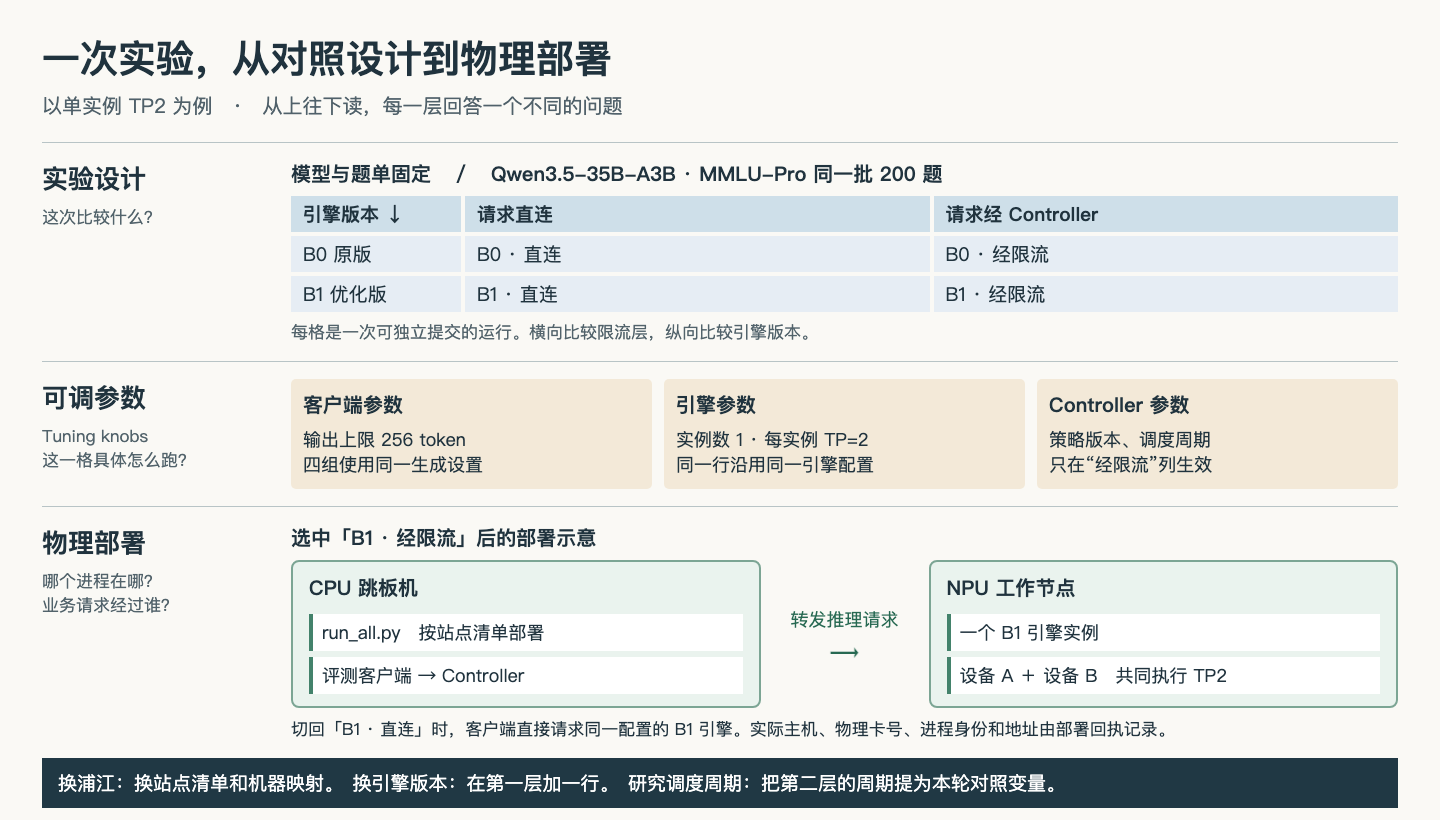 一次实验，从对照设计到物理部署
以单实例 TP2 为例 · 从上往下读，每一层回答一个不同的问题
实验设计
这次比较什么？
模型与题单固定 / Qwen3.5–35B–A3B · MMLU–Pro 同一批 200 题
引擎版本 ↓ 请求直连 请求经 Controller
B0 原版 B0 · 直连 B0 · 经限流
B1 优化版 B1 · 直连 B1 · 经限流
每格是一次可独立提交的运行。横向比较限流层，纵向比较引擎版本。
可调参数
Tuning knobs
这一格具体怎么跑？
客户端参数
输出上限 256 token
四组使用同一生成设置
引擎参数
实例数 1 · 每实例 TP=2
同一行沿用同一引擎配置
Controller 参数
策略版本、调度周期
只在“经限流”列生效
物理部署
哪个进程在哪？
业务请求经过谁？
选中「B1 · 经限流」后的部署示意
CPU 跳板机
run_all.py 按站点清单部署
评测客户端 → Controller
转发推理请求
⟶
NPU 工作节点
一个 B1 引擎实例
设备 A ＋ 设备 B 共同执行 TP2
切回「B1 · 直连」时，客户端直接请求同一配置的 B1 引擎。实际主机、物理卡号、进程身份和地址由部署回执记录。
换浦江：换站点清单和机器映射。 换引擎版本：在第一层加一行。 研究调度周期：把第二层的周期提为本轮对照变量。